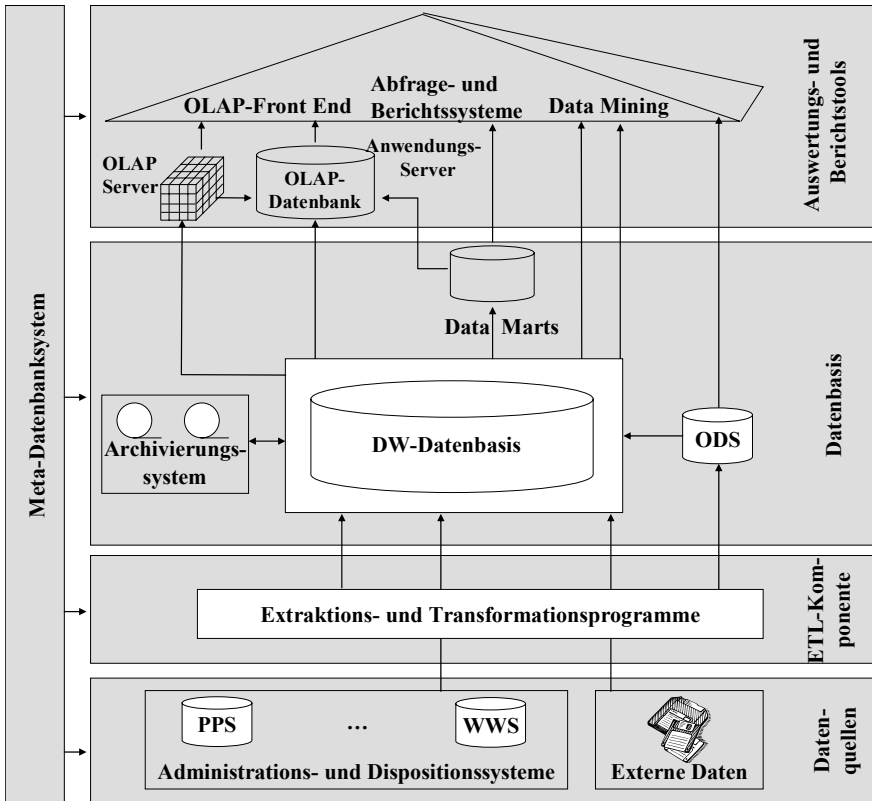 Meta-Datenbanksystem
Auswertungs- und
Berichtstools
OLAP-Front End
Abfrage- und
Berichtssysteme
Data Mining
OLAP
Server
OLAP-
Datenbank
Anwendungs-
Server
Datenbasis
Data Marts
DW-Datenbasis
Archivierungs-
system
ODS
ETL-Kom-
ponente
Extraktions- und Transformationsprogramme
Daten-
quellen
PPS
...
WWS
Administrations- und Dispositionssysteme
Externe Daten